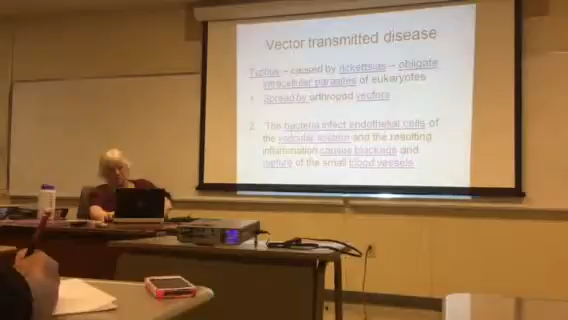 Vector transmitted disease
Typhus – caused by rickettsias – obligate
intracellular parasites of eukaryotes
1. Spread by arthropod vectors
2. The bacteria infect endothelial cells of
the vascular system and the resulting
inflammation causes blockage and
rupture of the small blood vessels